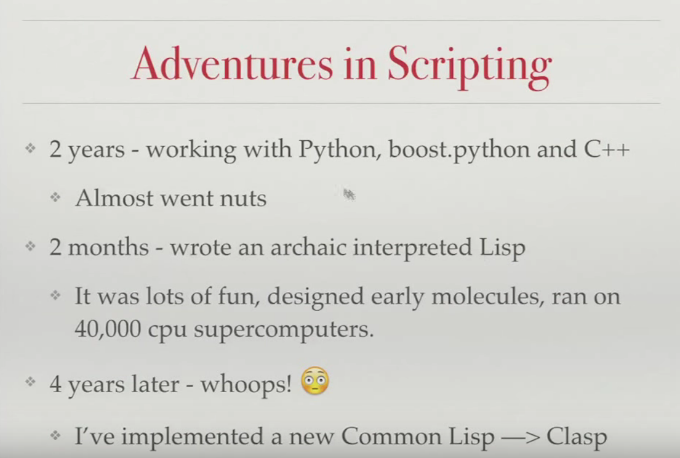 Adventures in Scripting
2 years - working with Python, boost.python and C++
Almost went nuts
2 months - wrote an archaic interpreted Lisp
It was lots of fun, designed early molecules, ran on
40,000 cpu supercomputers.
4 years later - whoops! 😳
I’ve implemented a new Common Lisp —> Clasp